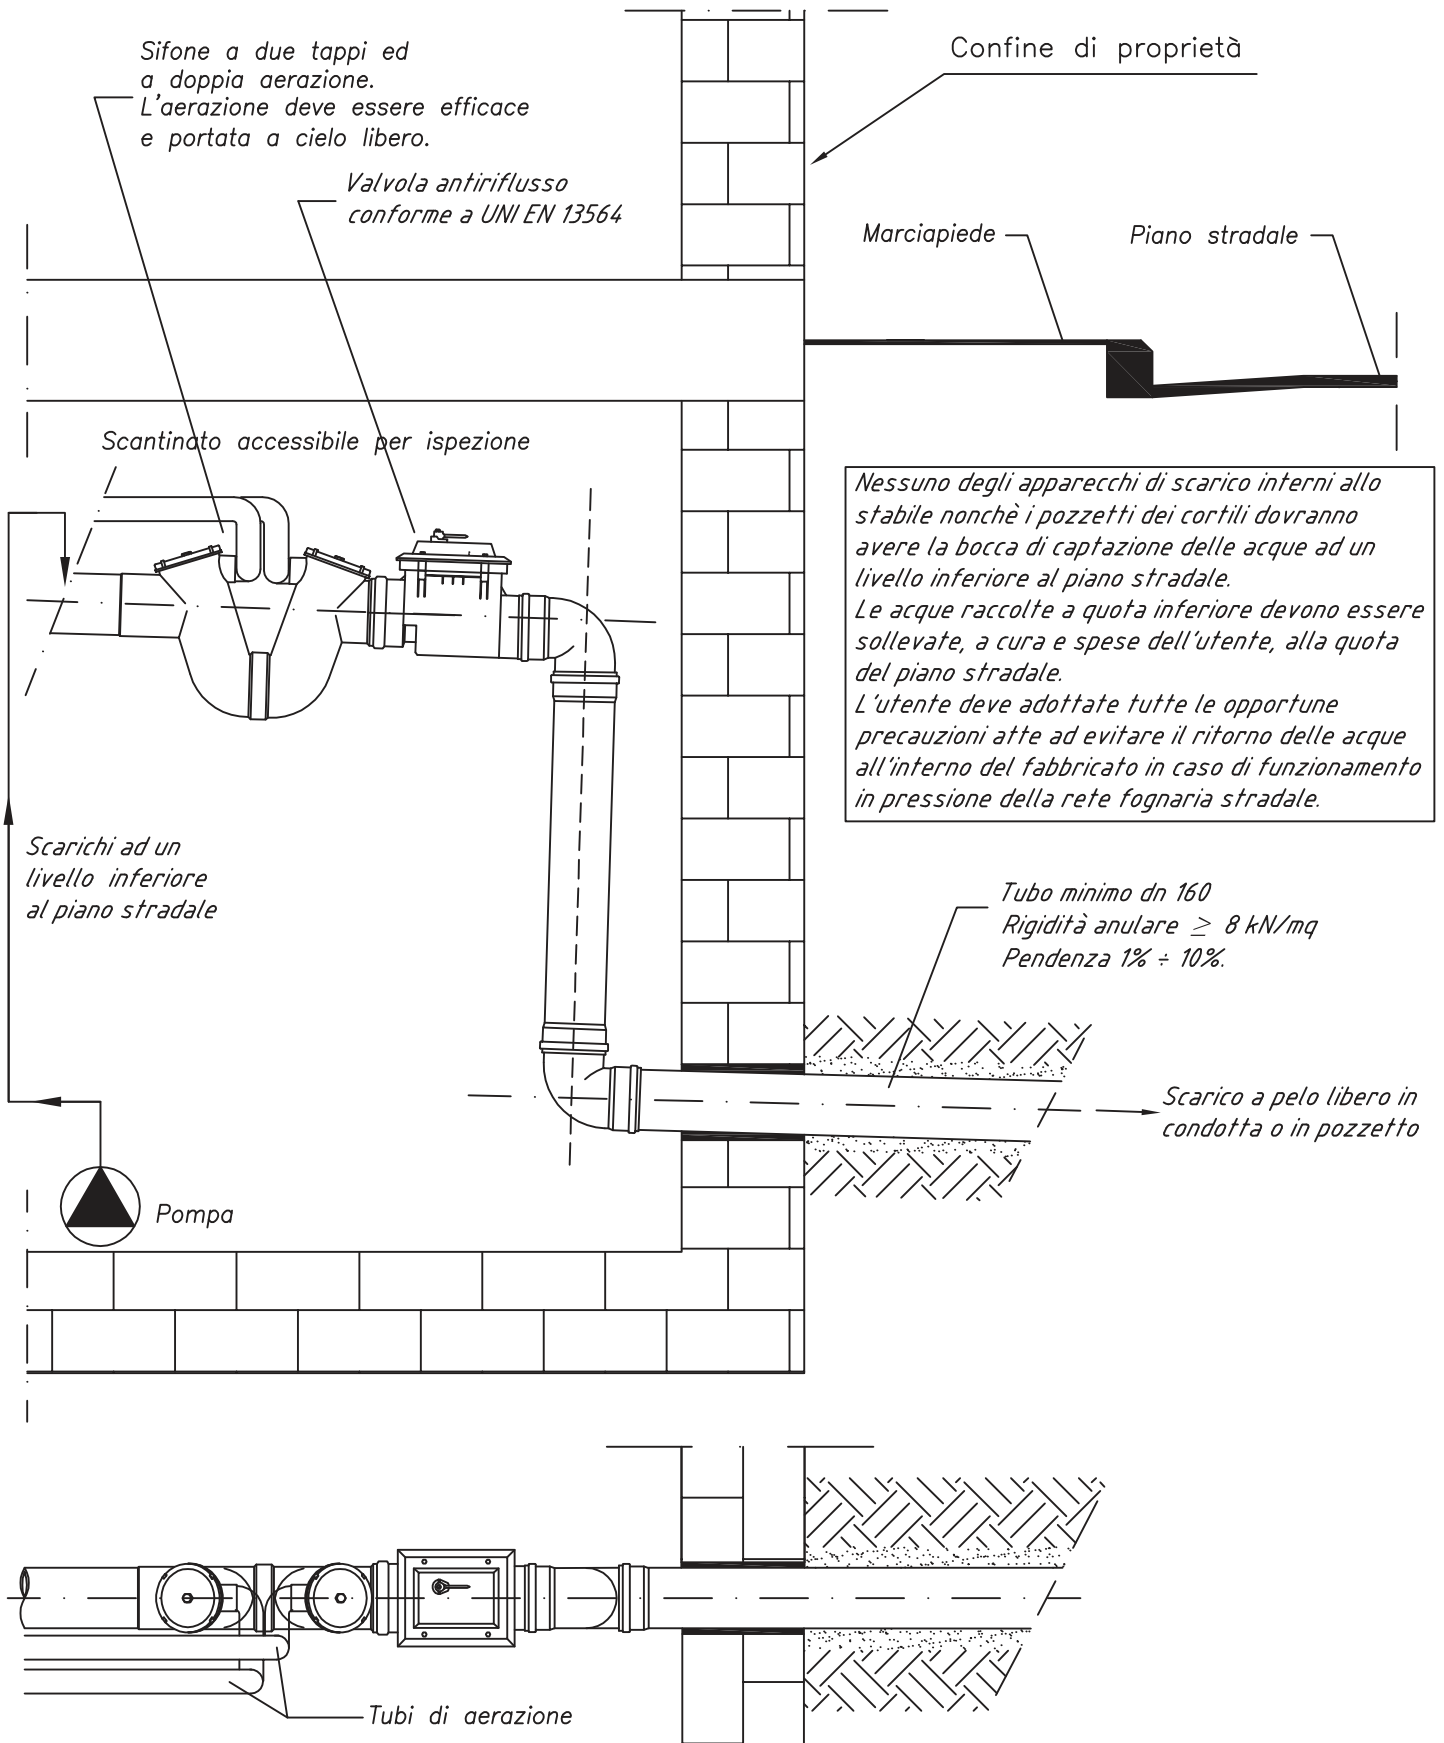 Sifone a due tappi ed
a doppia aerazione.
L'aerazione deve essere efficace
e portata a cielo libero.
Valvola antiriflusso
conforme a UNI EN 13564
Confine di proprietà
Marciapiede
Piano stradale
Scantinato accessibile per ispezione
Nessuno degli apparecchi di scarico interni allo
stabile nonchè i pozzetti dei cortili dovranno
avere la bocca di captazione delle acque ad un
livello inferiore al piano stradale.
Le acque raccolte a quota inferiore devono essere
sollevate, a cura e spese dell'utente, alla quota
del piano stradale.
L'utente deve adottate tutte le opportune
precauzioni atte ad evitare il ritorno delle acque
all'interno del fabbricato in caso di funzionamento
in pressione della rete fognaria stradale.
Scarichi ad un
livello inferiore
al piano stradale
Tubo minimo dn 160
Rigidità anulare ≥ 8 kN/mq
Pendenza 1% ÷ 10%.
Scarico a pelo libero in
condotta o in pozzetto
Pompa
Tubi di aerazione